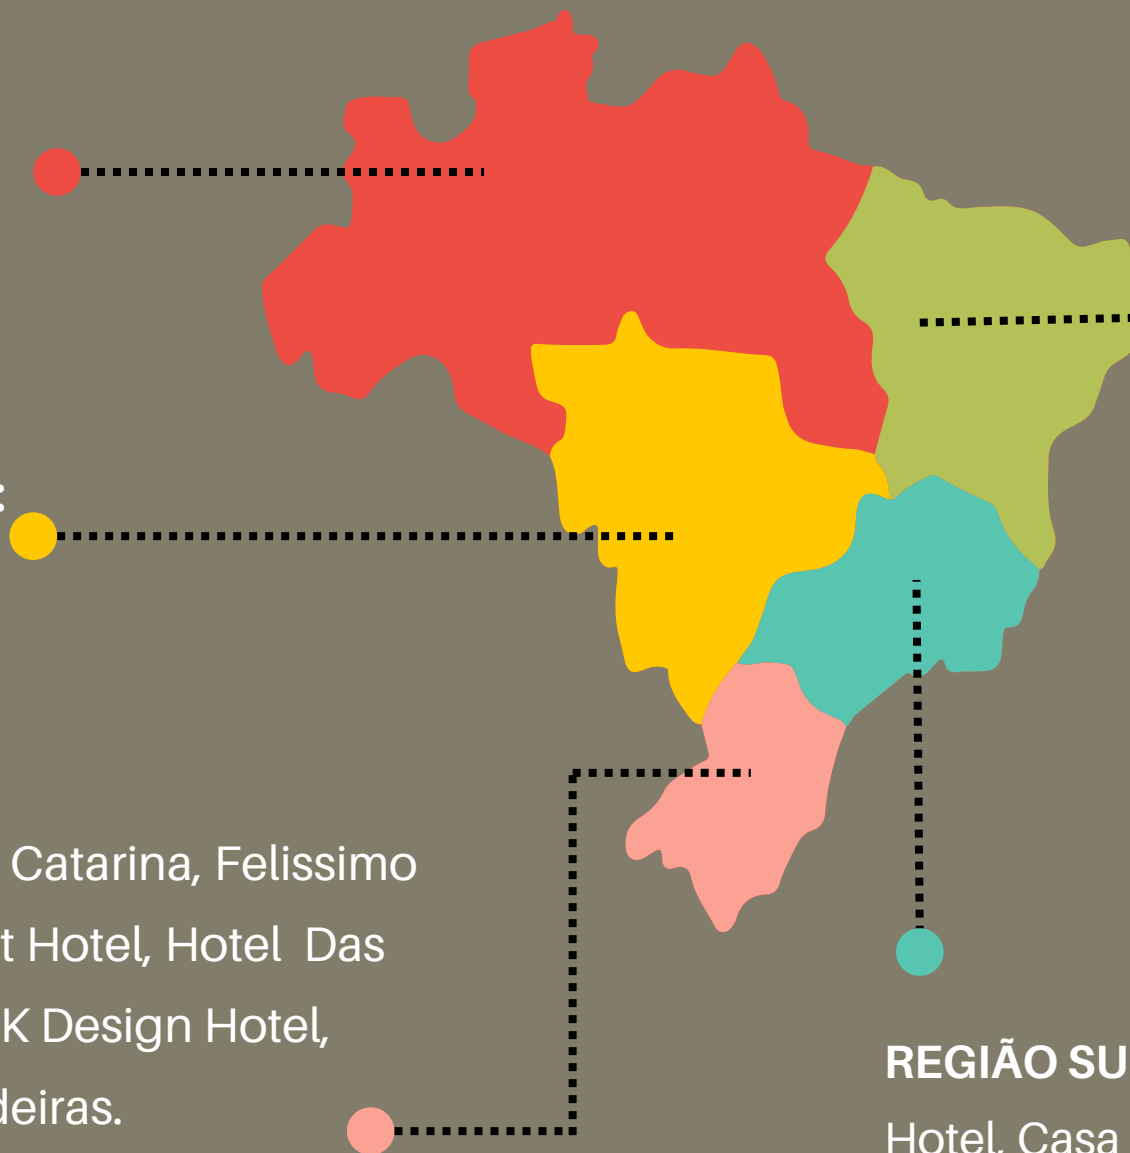 :
Catarina, Felissimo
t Hotel, Hotel Das
K Design Hotel,
deiras.
REGIÃO SU
Hotel, Casa